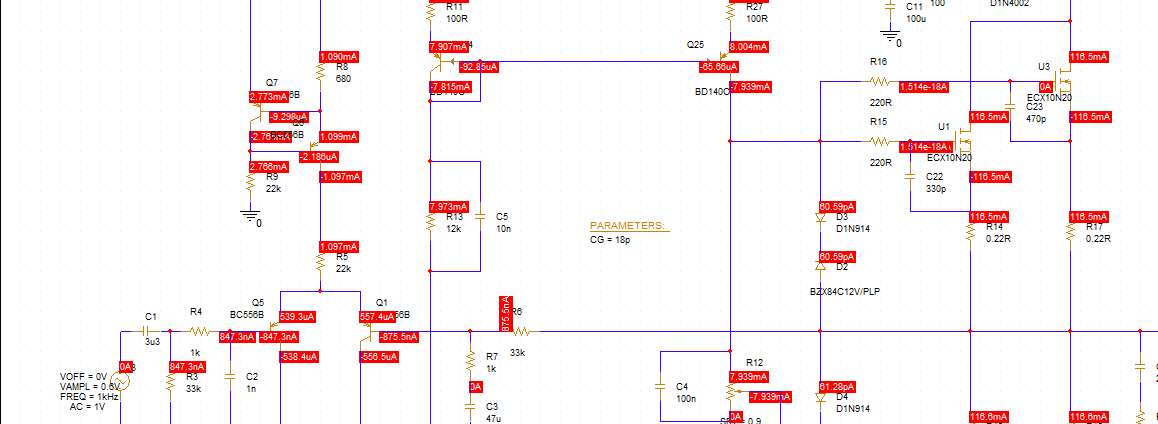 R11
100R
R27
100R
C11
100u
100
D1N4002
0
7.907mA
4
-92.85uA
-7.815mA
Q25
8.004mA
-65.66uA
-7.939mA
BD140C
1.090mA
R8
680
Q7
2.773mA
-9.298uA
1.099mA
-2.186uA
-1.097mA
2.766mA
R9
22k
0
R16
220R
1.514e-18A
R15
220R
1.514e-18A
116.5mA
U3
0A
ECX10N20
C23
470p
-116.5mA
116.5mA
U1
ECX10N20
C22
330p
-116.5mA
116.5mA
R14
0.22R
116.5mA
R17
0.22R
7.973mA
R13
12k
C5
10n
PARAMETERS:
CG = 18p
60.59pA
D3
D1N914
60.59pA
D2
BZX84C12V/PLP
1.097mA
R5
22k
Q5
BC556B
539.3uA
-847.3nA
-538.4uA
Q1
557.4uA
56B
-875.5nA
-556.5uA
875.5nA
R6
33k
C1
3u3
R4
1k
847.3nA
847.3nA
R3
33k
C2
1n
0A
VOFF = 0V
VAMPL = 0.6V
FREQ = 1kHz
AC = 1V
R7
1k
0A
C3
47u
C4
100n
R12
7.939mA
-7.939mA
0A
0.9
61.28pA
D4
D1N914
116.6mA
116.6mA